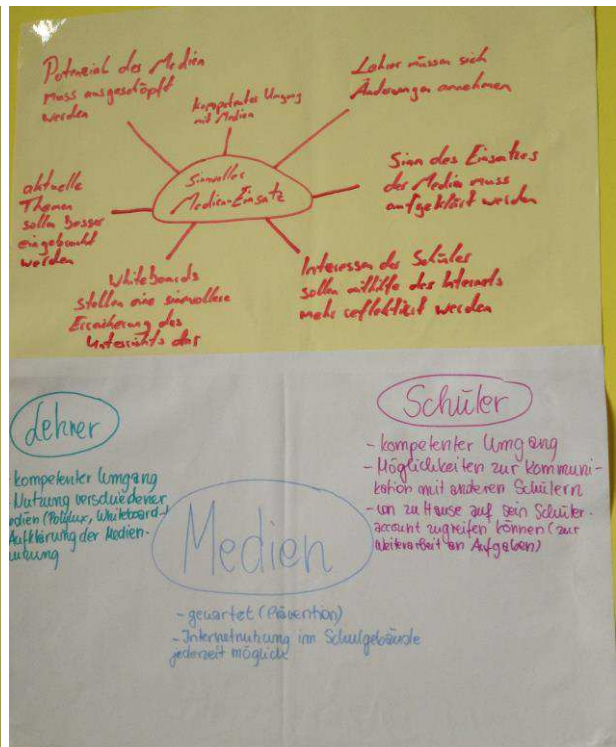 Potenzial der Medien
muss ausgeschöpft
werden
kompetenter Umgang
mit Medien
Lehrer müssen sich
Änderungen annehmen
aktuelle
Themen
sollen besser
eingebracht
werden
Sinnvoller
Medien-Einsatz
Sinn des Einsatzes
der Medien muss
aufgeklärt werden
Whiteboards
stellen eine sinnvollere
Erweiterung des
Unterrichts dar
Interessen der Schüler
sollen mithilfe des Internets
mehr reflektiert werden
Lehrer
- kompetenter Umgang
- Nutzung verschiedener
edien (Polylux, Whiteboard..)
Aufklärung der Medien-
nutzung
Schüler
- kompetenter Umgang
- Möglichkeiten zur Kommuni-
kation mit anderen Schülern
- von zu Hause auf sein Schüler-
account zugreifen können (zur
Weiterarbeit an Aufgaben)
Medien
- gewartet (Prävention)
- Internetnutzung im Schulgebäude
jederzeit möglich